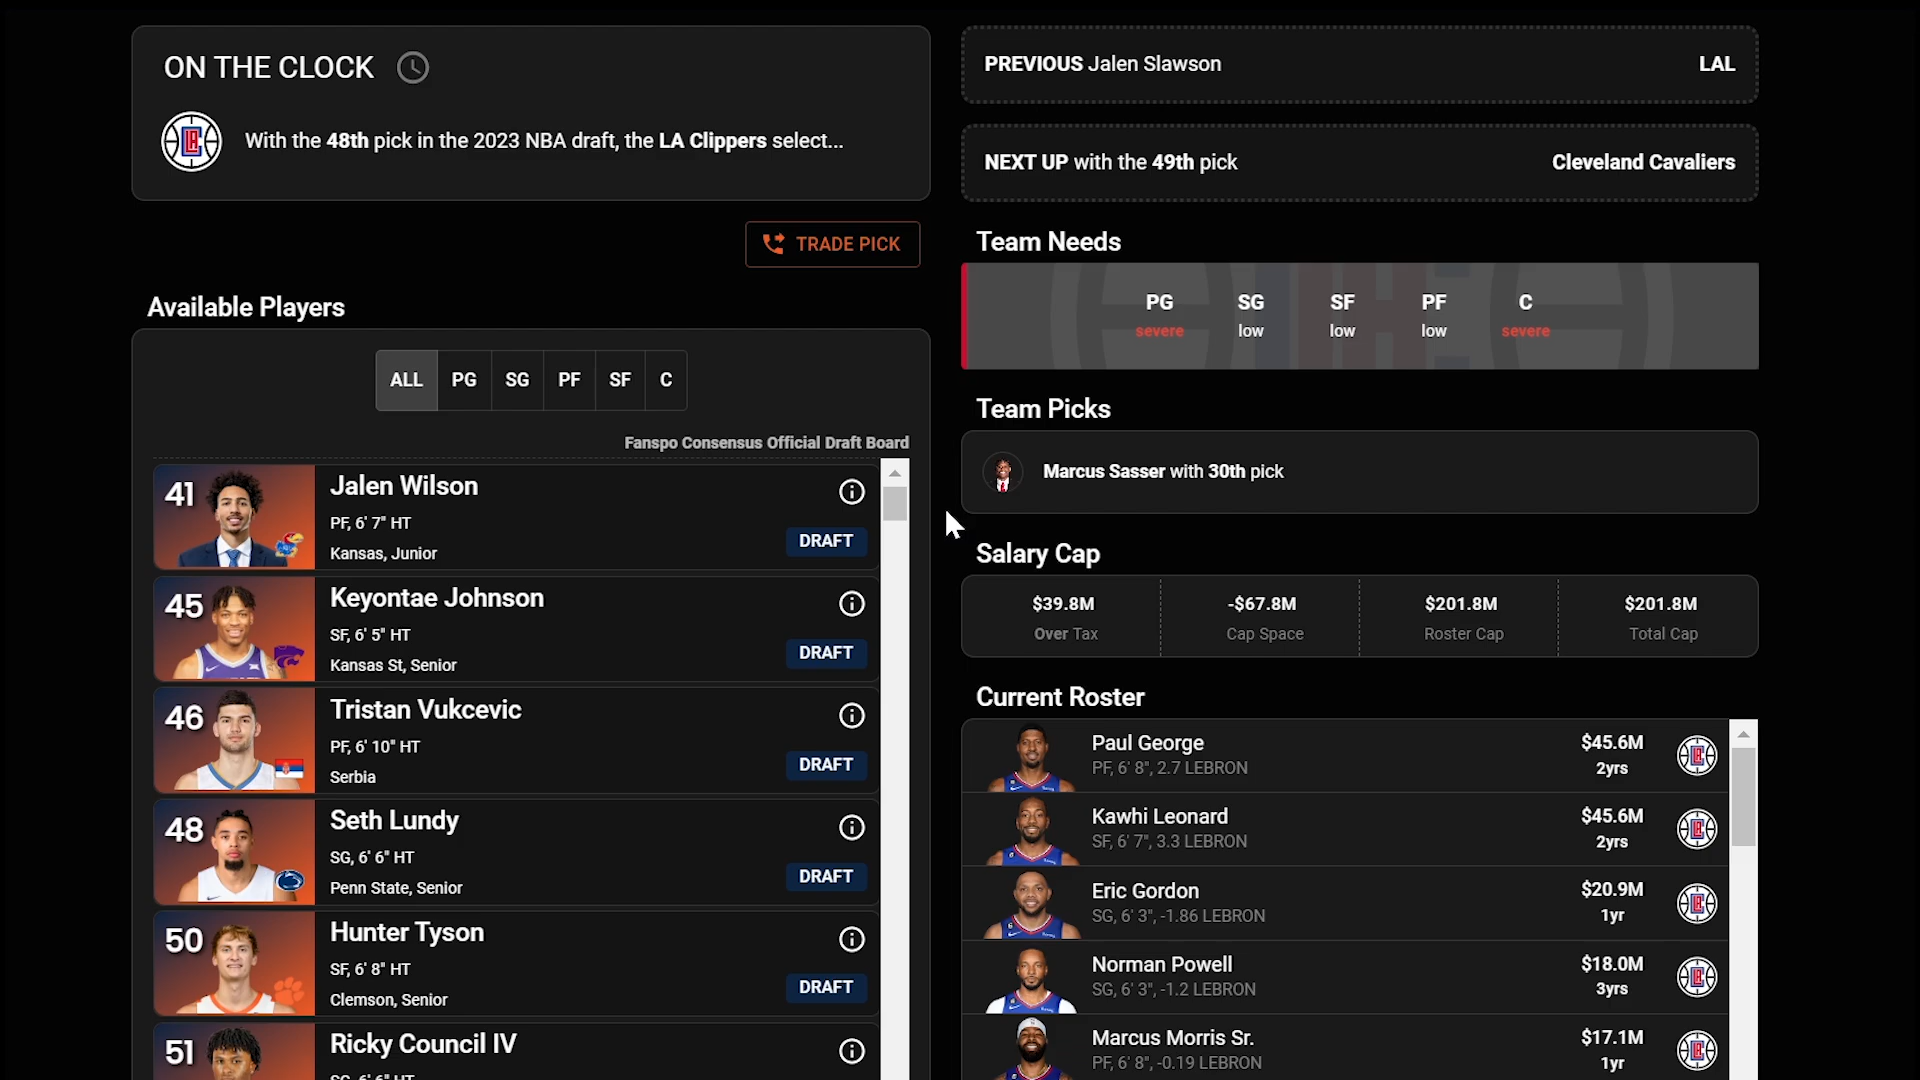 ON THE CLOCK
With the 48th pick in the 2023 NBA draft, the LA Clippers select...
TRADE PICK
Available Players
ALL PG SG PF SF C
Fanspo Consensus Official Draft Board
41
Jalen Wilson
PF, 6' 7" HT
Kansas, Junior
DRAFT
45
Keyontae Johnson
SF, 6' 5" HT
Kansas St, Senior
DRAFT
46
Tristan Vukcevic
PF, 6' 10" HT
Serbia
DRAFT
48
Seth Lundy
SG, 6' 6" HT
Penn State, Senior
DRAFT
50
Hunter Tyson
SF, 6' 8" HT
Clemson, Senior
DRAFT
51
Ricky Council IV
SG, 6' 6" HT
PREVIOUS Jalen Slawson LAL
NEXT UP with the 49th pick Cleveland Cavaliers
Team Needs
PG SG SF PF C
severe low low low severe
Team Picks
Marcus Sasser with 30th pick
Salary Cap
$39.8M -$67.8M $201.8M $201.8M
Over Tax Cap Space Roster Cap Total Cap
Current Roster
Paul George $45.6M
PF, 6' 8", 2.7 LEBRON 2yrs
Kawhi Leonard $45.6M
SF, 6' 7", 3.3 LEBRON 2yrs
Eric Gordon $20.9M
SG, 6' 3", -1.86 LEBRON 1yr
Norman Powell $18.0M
SG, 6' 3", -1.2 LEBRON 3yrs
Marcus Morris Sr. $17.1M
PF, 6' 8", -0.19 LEBRON 1yr